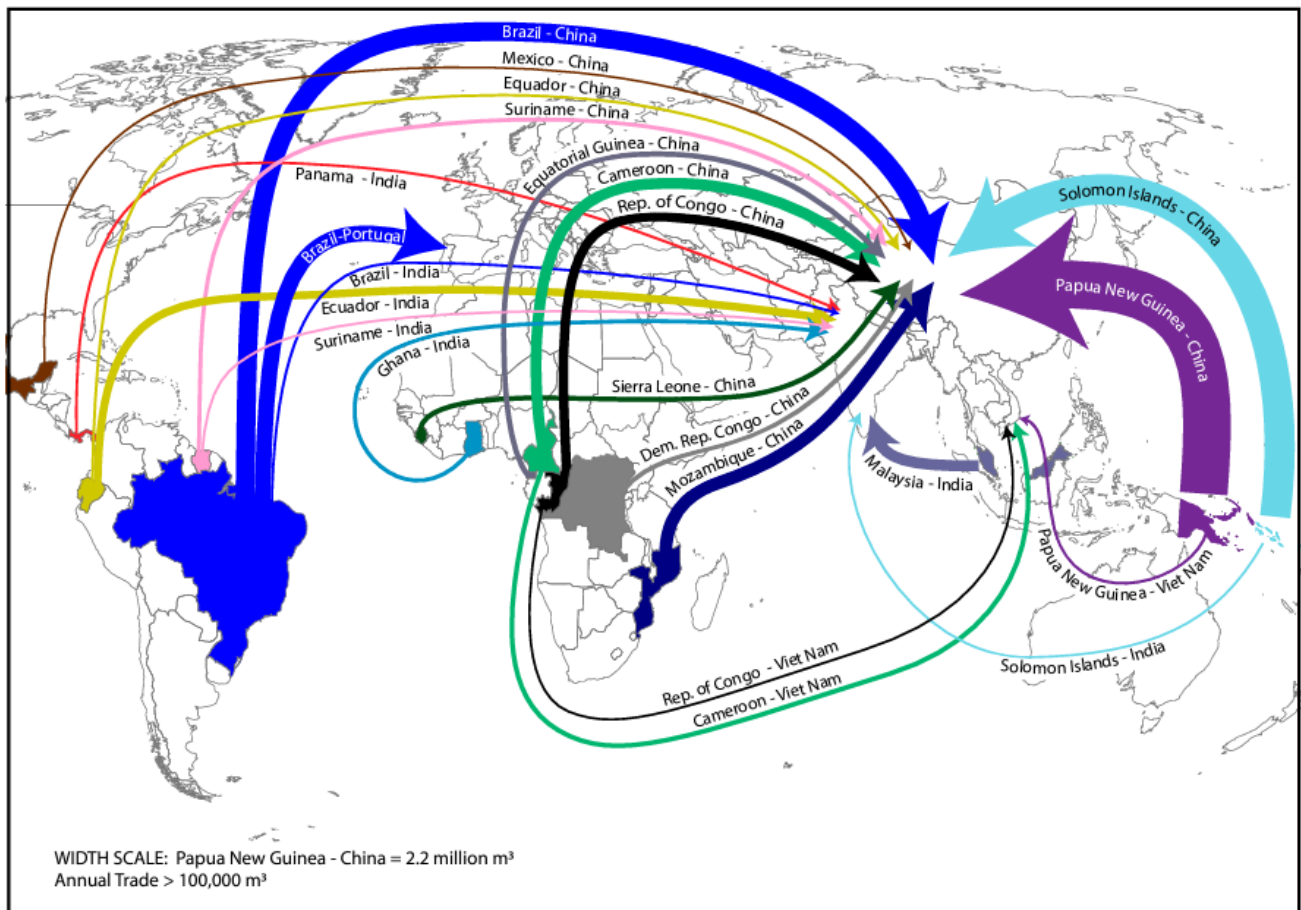 Brazil - China
Mexico - China
Equador - China
Suriname - China
Equatorial Guinea - China
Cameroon - China
Panama - India
Rep. of Congo - China
Solomon Islands - China
Brazil-Portugal
Brazil - India
Papua New Guinea - China
Ecuador - India
Suriname - India
Ghana - India
Sierra Leone - China
Dem. Rep. Congo - China
Mozambique - China
Malaysia - India
Papua New Guinea - Viet Nam
Solomon Islands - India
Rep. of Congo - Viet Nam
Cameroon - Viet Nam
WIDTH SCALE: Papua New Guinea - China = 2.2 million m³
Annual Trade > 100,000 m³